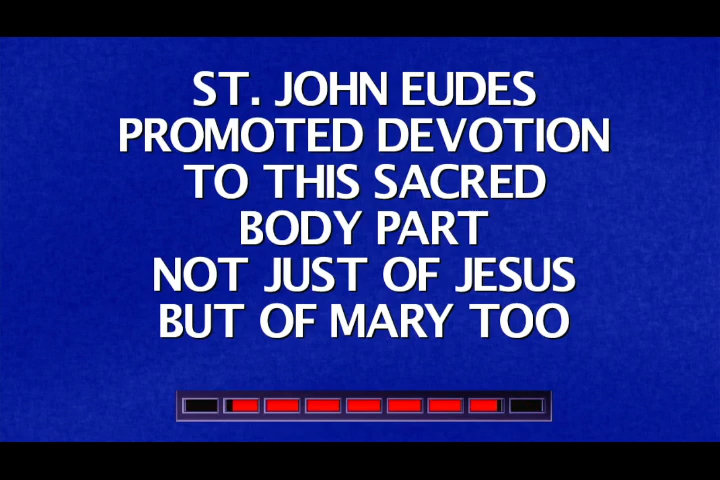 ST. JOHN EUDES
PROMOTED DEVOTION
TO THIS SACRED
BODY PART
NOT JUST OF JESUS
BUT OF MARY TOO